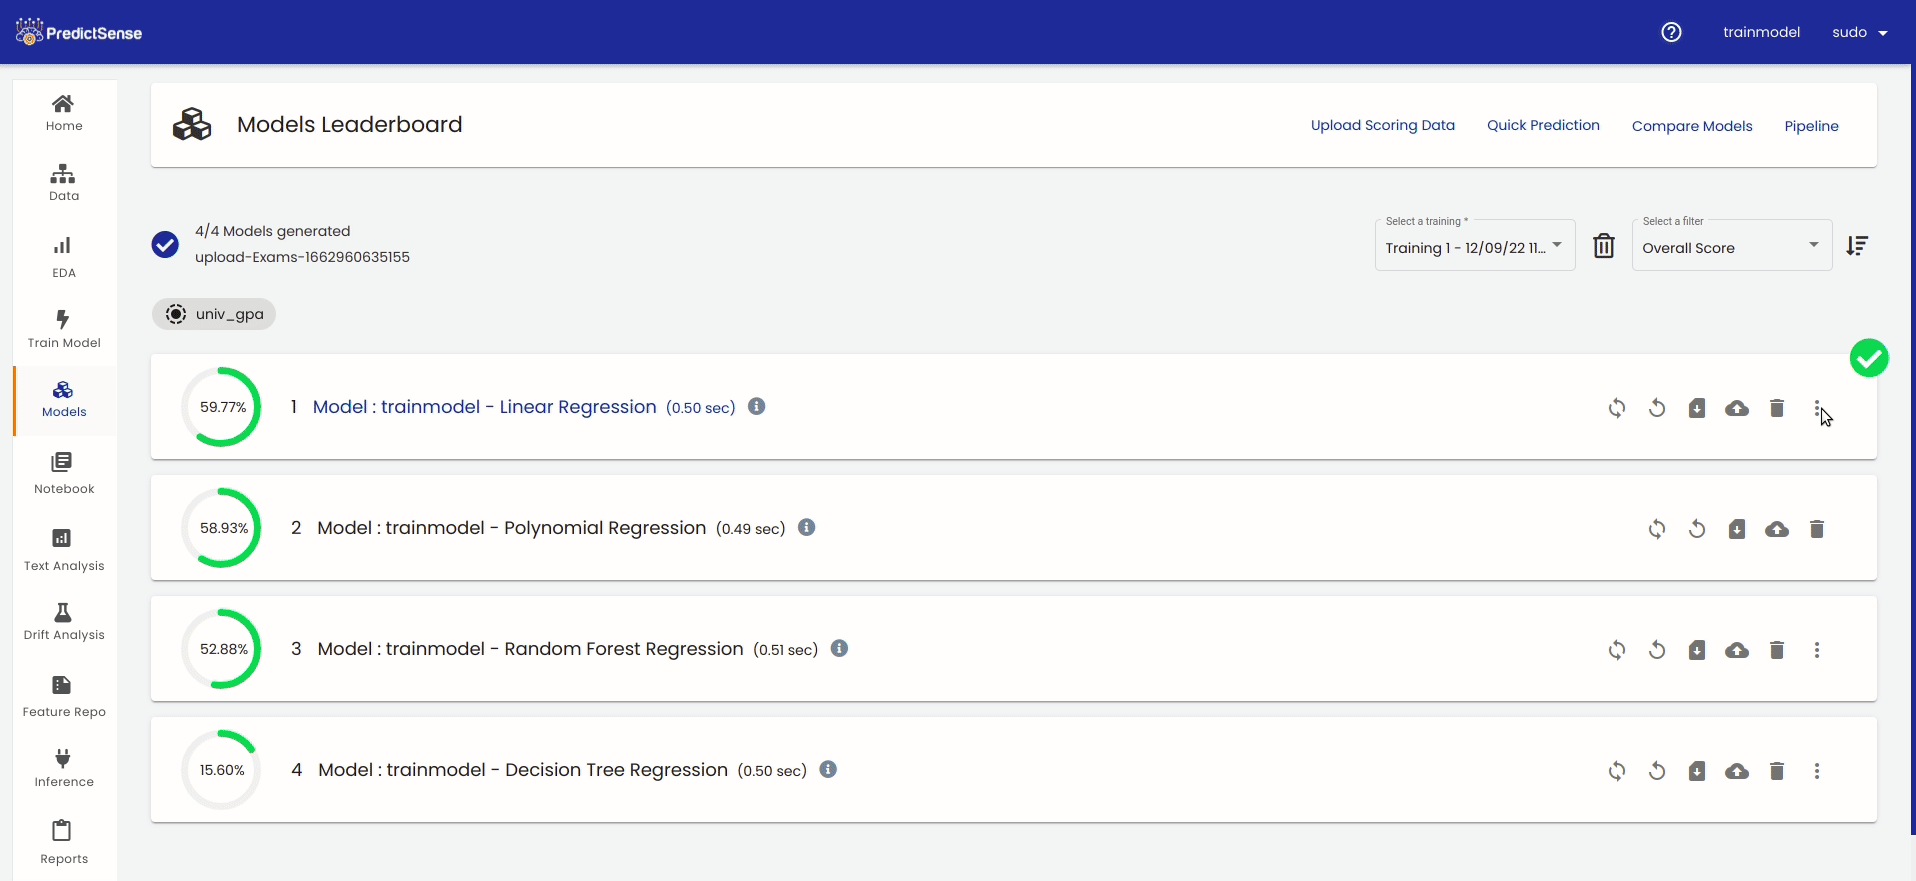 PredictSense
trainmodel
sudo
Home
Data
EDA
Train Model
Models
Notebook
Text Analysis
Drift Analysis
Feature Repo
Inference
Reports
Models Leaderboard
Upload Scoring Data
Quick Prediction
Compare Models
Pipeline
4/4 Models generated
upload-Exams-1662960635155
Select a training *
Training 1 - 12/09/22 11...
Select a filter
Overall Score
univ_gpa
59.77% 1 Model : trainmodel - Linear Regression (0.50 sec)
58.93% 2 Model : trainmodel - Polynomial Regression (0.49 sec)
52.88% 3 Model : trainmodel - Random Forest Regression (0.51 sec)
15.60% 4 Model : trainmodel - Decision Tree Regression (0.50 sec)